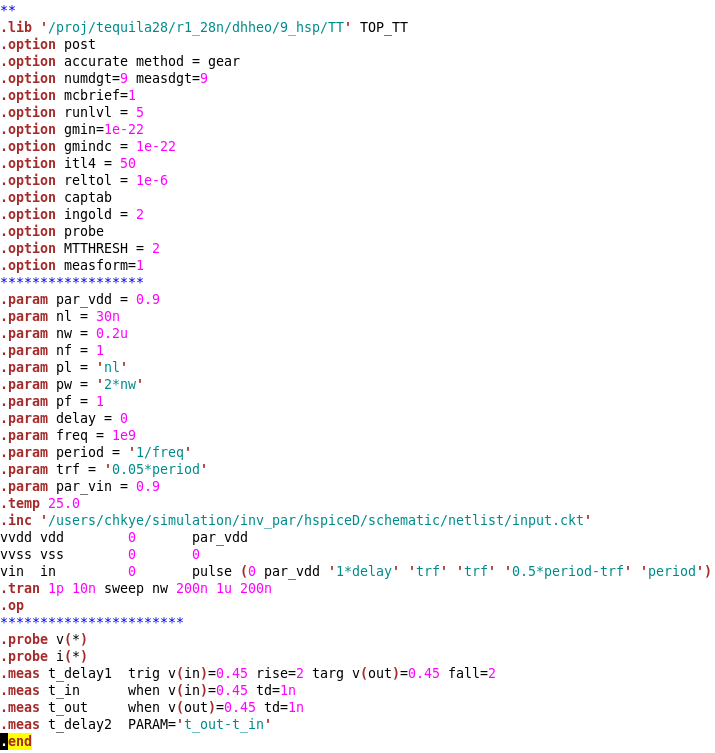 **
.lib '/proj/tequila28/r1_28n/dhheo/9_hsp/TT' TOP_TT
.option post
.option accurate method = gear
.option numdgt=9 measdgt=9
.option mcbrief=1
.option runlvl = 5
.option gmin=1e-22
.option gmindc = 1e-22
.option itl4 = 50
.option reltol = 1e-6
.option captab
.option ingold = 2
.option probe
.option MTTHRESH = 2
.option measform=1
******************
.param par_vdd = 0.9
.param nl = 30n
.param nw = 0.2u
.param nf = 1
.param pl = 'nl'
.param pw = '2*nw'
.param pf = 1
.param delay = 0
.param freq = 1e9
.param period = '1/freq'
.param trf = '0.05*period'
.param par_vin = 0.9
.temp 25.0
.inc '/users/chkye/simulation/inv_par/hspiceD/schematic/netlist/input.ckt'
vvdd vdd        0       par_vdd
vvss vss        0       0
vin  in         0       pulse (0 par_vdd '1*delay' 'trf' 'trf' '0.5*period-trf' 'period')
.tran 1p 10n sweep nw 200n 1u 200n
.op
***********************
.probe v(*)
.probe i(*)
.meas t_delay1  trig v(in)=0.45 rise=2 targ v(out)=0.45 fall=2
.meas t_in      when v(in)=0.45 td=1n
.meas t_out     when v(out)=0.45 td=1n
.meas t_delay2  PARAM='t_out-t_in'
.end